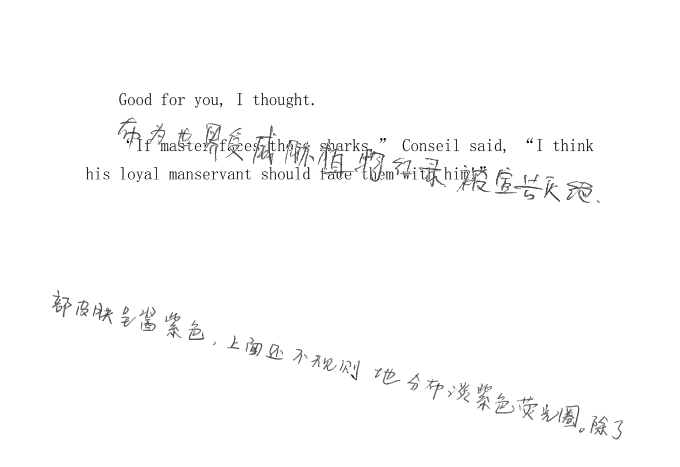 Good for you, I thought.
“If master faces those sharks,” Conseil said, “I think
his loyal manservant should face them with him!”
布为世界受威胁植物红录被宣告灭绝.
部皮肤呈酱紫色，上面还不规则地分布淡紫色荧光圈。除了